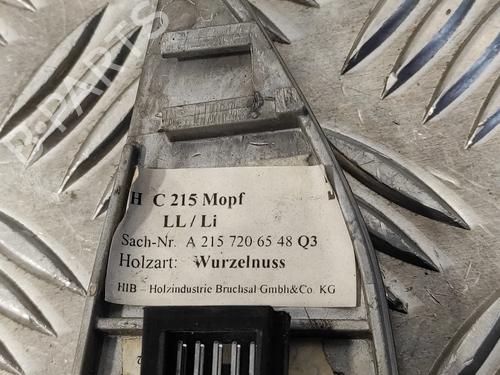 B-PARTS
H C 215 Mopf
LL / Li
Sach-Nr. A 215 720 65 48 Q3
Holzart: Wurzelnuss
HIB - Holzindustrie Bruchsal Gmbh&Co. KG